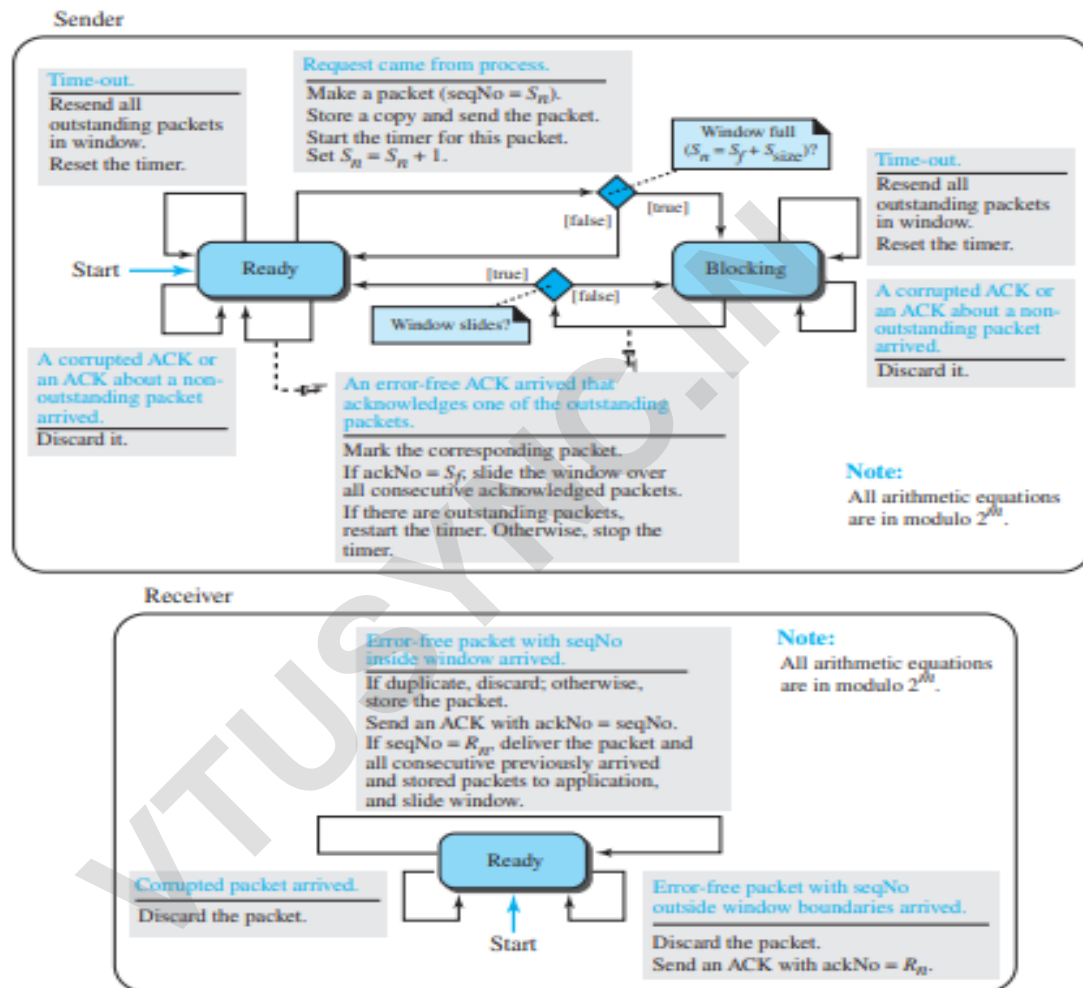 Sender
Time-out.
Resend all
outstanding packets
in window.
Reset the timer.
Request came from process.
Make a packet (seqNo = Sn).
Store a copy and send the packet.
Start the timer for this packet.
Set Sn = Sn + 1.
Window full
(Sn = Sf + Ssize)?
Time-out.
Resend all
outstanding packets
in window.
Reset the timer.
[false]
[true]
Start
Ready
[true]
[false]
Blocking
Window slides?
A corrupted ACK or
an ACK about a non-
outstanding packet
arrived.
Discard it.
An error-free ACK arrived that
acknowledges one of the outstanding
packets.
Mark the corresponding packet.
If ackNo = Sf, slide the window over
all consecutive acknowledged packets.
If there are outstanding packets,
restart the timer. Otherwise, stop the
timer.
A corrupted ACK or
an ACK about a non-
outstanding packet
arrived.
Discard it.
Note:
All arithmetic equations
are in modulo 2^m.
Receiver
Error-free packet with seqNo
inside window arrived.
If duplicate, discard; otherwise,
store the packet.
Send an ACK with ackNo = seqNo.
If seqNo = Rn, deliver the packet and
all consecutive previously arrived
and stored packets to application,
and slide window.
Note:
All arithmetic equations
are in modulo 2^m.
Ready
Corrupted packet arrived.
Discard the packet.
Start
Error-free packet with seqNo
outside window boundaries arrived.
Discard the packet.
Send an ACK with ackNo = Rn.
VTUSYNC.IN